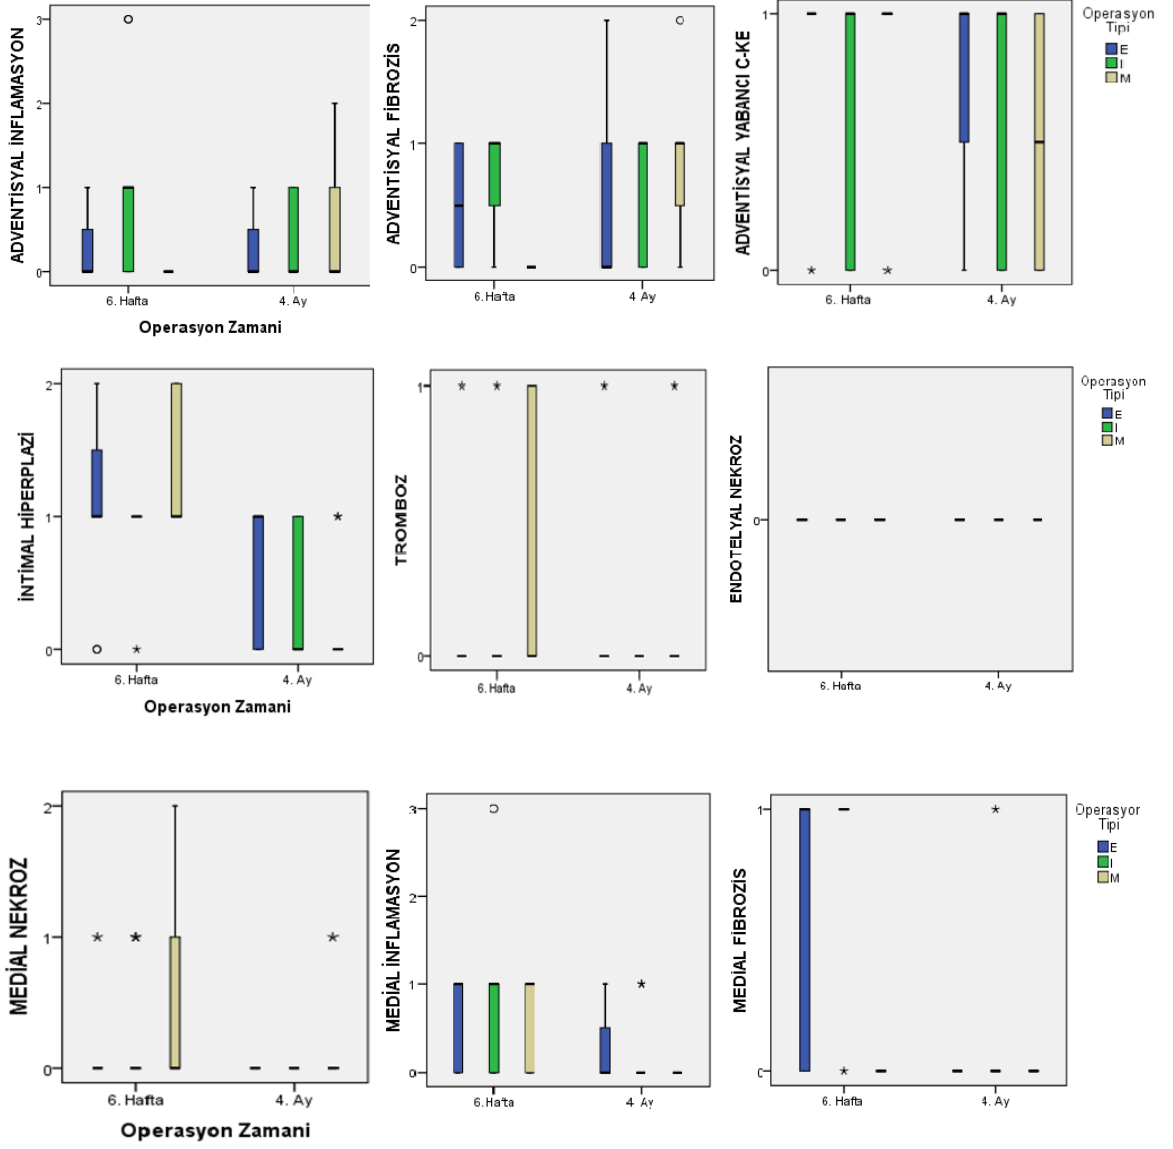 ADVENTİSYAL İNFLAMASYON
3
2
1
0
6. Hafta
4. Ay
Operasyon Zamani
ADVENTİSYAL FİBROZİS
2
1
0
6. Hafta
4 Ay
ADVENTİSYAL YABANCI C-KE
1
0
6. Hafta
4. Ay
Operasyon
Tipi
E
I
M
İNTİMAL HİPERPLAZİ
2
1
0
6. Hafta
4. Ay
Operasyon Zamani
TROMBOZ
1
0
6. Hafta
4. Ay
ENDOTELYAL NEKROZ
0
6. Hafta
4. Ay
Operasyon
Tipi
E
I
M
MEDİAL NEKROZ
2
1
0
6. Hafta
4. Ay
Operasyon Zamani
MEDİAL İNFLAMASYON
3
2
1
0
6. Hafta
4 Ay
MEDİAL FİBROZİS
1
0
6. Hafta
4. Ay
Operasyor
Tipi
E
I
M